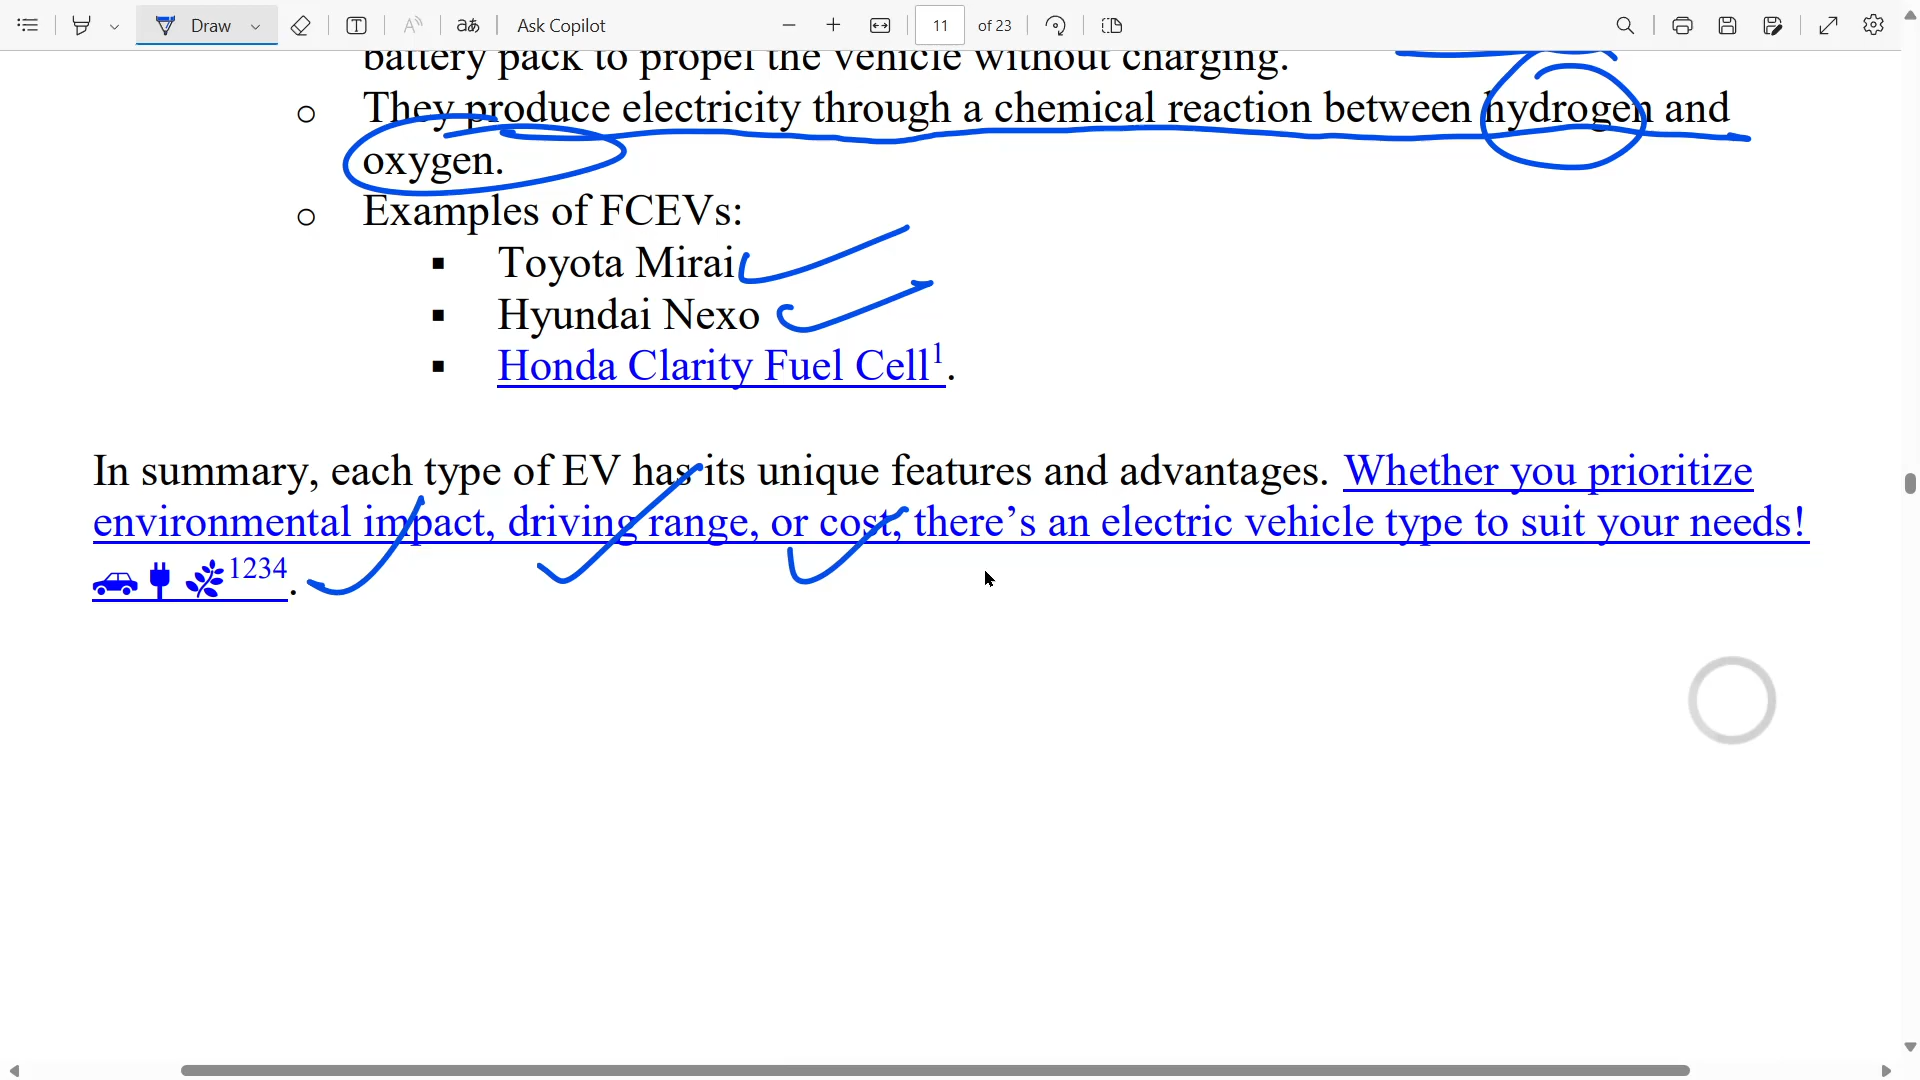 Draw
aあ
Ask Copilot
11 of 23
battery pack to propel the vehicle without charging.
They produce electricity through a chemical reaction between hydrogen and
oxygen.
Examples of FCEVs:
Toyota Mirai
Hyundai Nexo
Honda Clarity Fuel Cell1.
In summary, each type of EV has its unique features and advantages. Whether you prioritize
environmental impact, driving range, or cost, there’s an electric vehicle type to suit your needs!
1234.